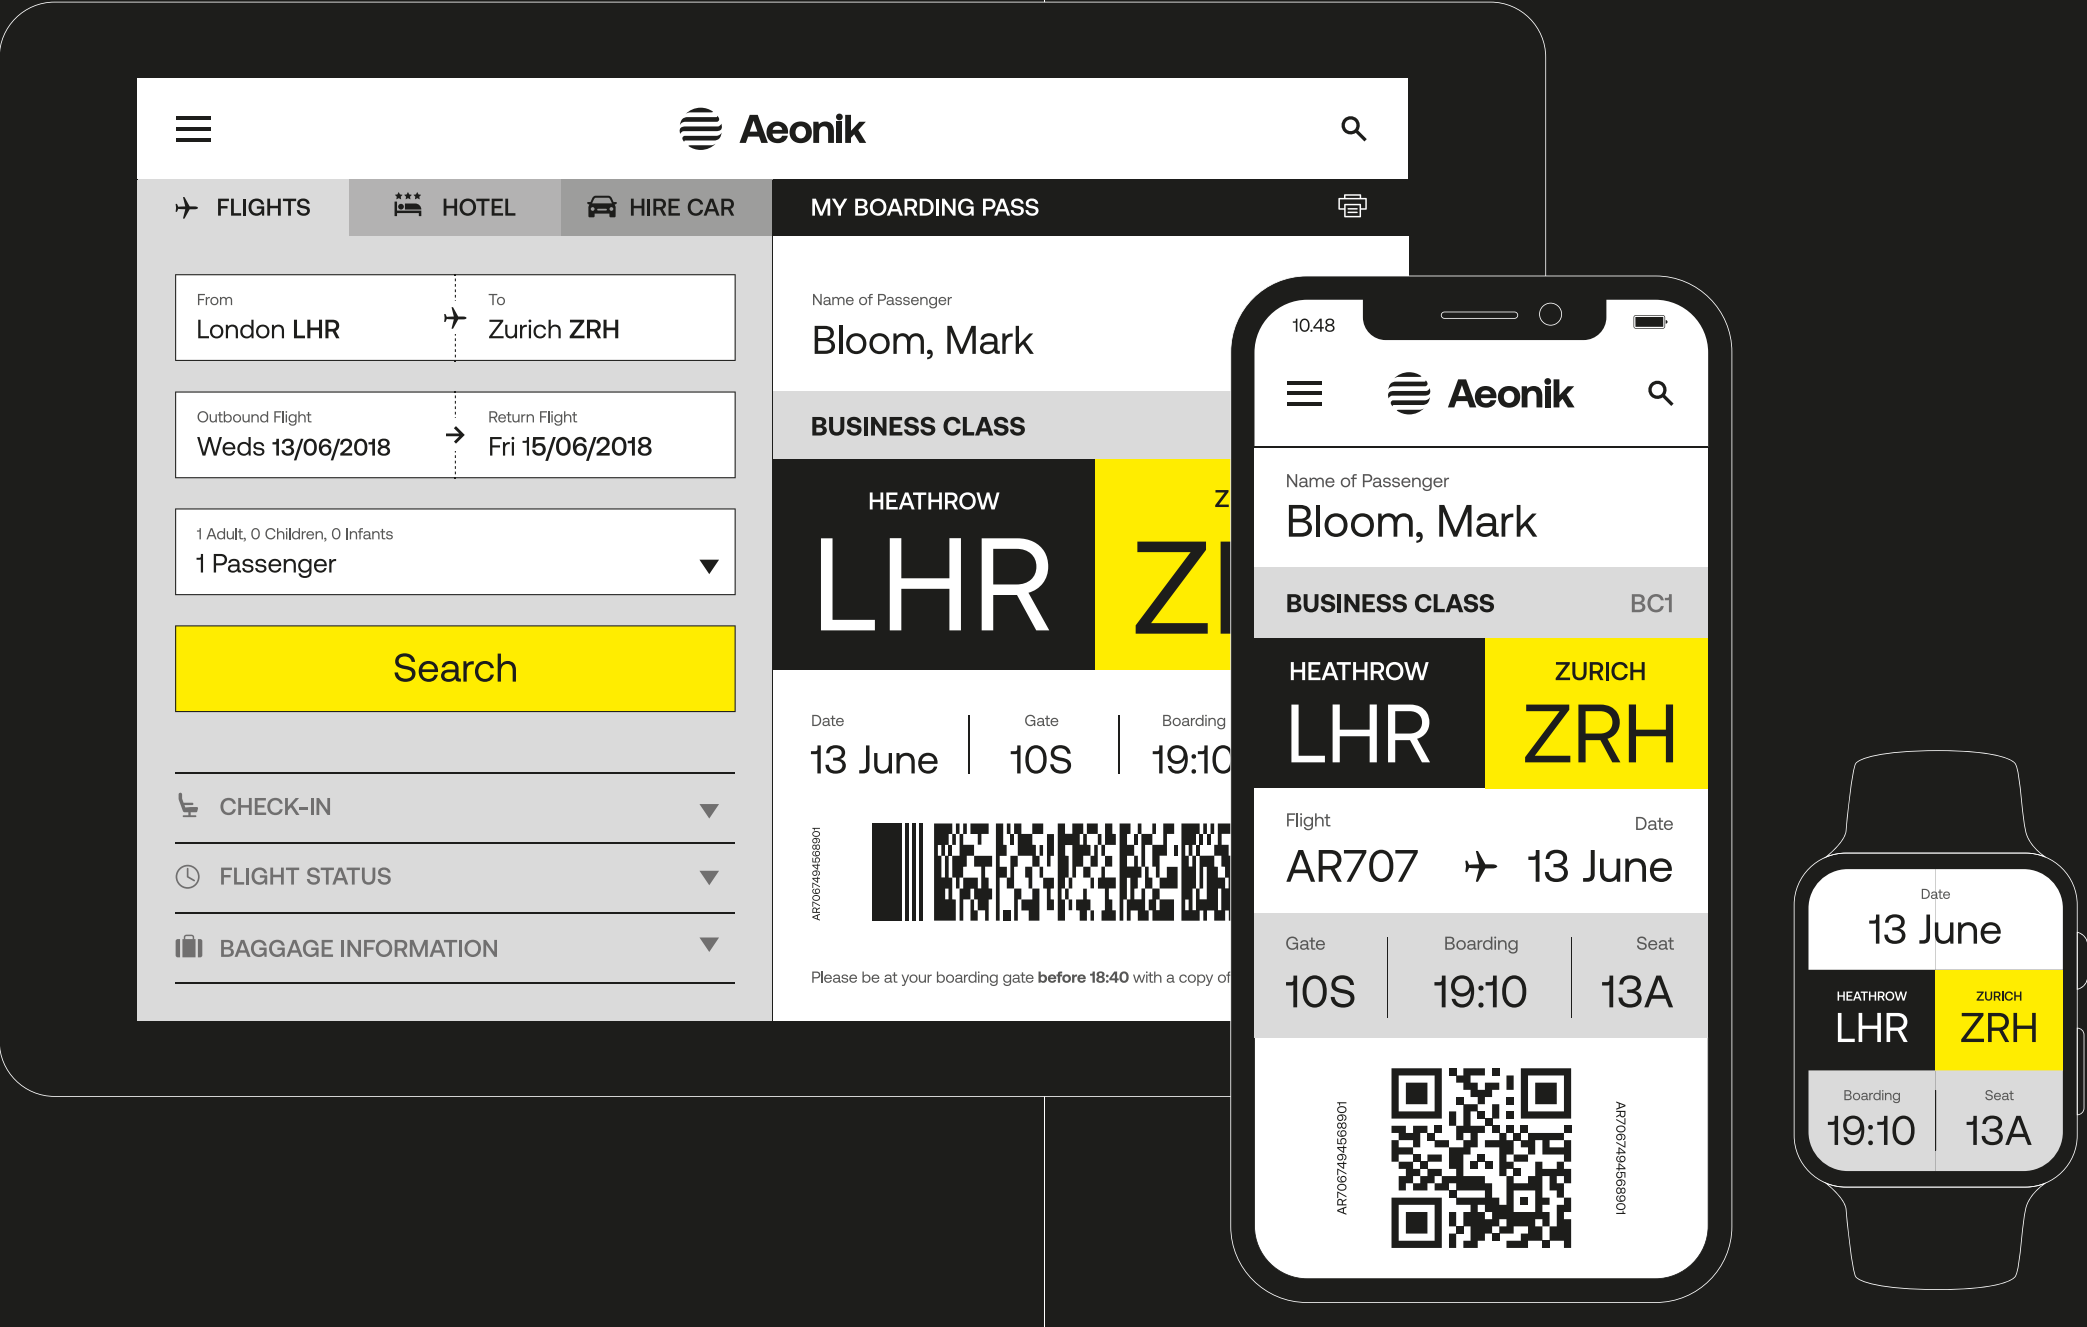 Aeonik
FLIGHTS
HOTEL
HIRE CAR
From
London LHR
To
Zurich ZRH
Outbound Flight
Weds 13/06/2018
Return Flight
Fri 15/06/2018
1 Adult, 0 Children, 0 Infants
1 Passenger
Search
CHECK-IN
FLIGHT STATUS
BAGGAGE INFORMATION
MY BOARDING PASS
Name of Passenger
Bloom, Mark
BUSINESS CLASS
HEATHROW
LHR
Z
Z
Date
13 June
Gate
10S
Boarding
19:10
AR7067494568901
Please be at your boarding gate before 18:40 with a copy of
10.48
Aeonik
Name of Passenger
Bloom, Mark
BUSINESS CLASS BC1
HEATHROW
LHR
ZURICH
ZRH
Flight
AR707
Date
13 June
Gate
10S
Boarding
19:10
Seat
13A
AR7067494568901
AR7067494568901
Date
13 June
HEATHROW
LHR
ZURICH
ZRH
Boarding
19:10
Seat
13A